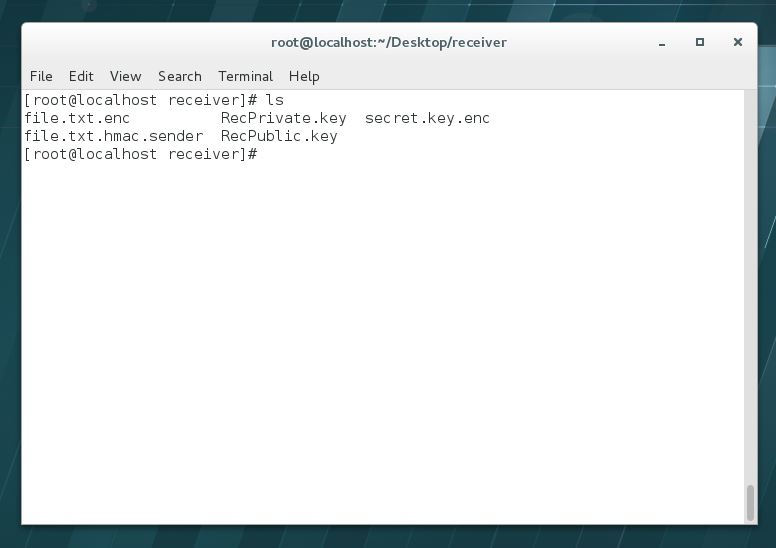 root@localhost:~/Desktop/receiver
File Edit View Search Terminal Help
[root@localhost receiver]# ls
file.txt.enc          RecPrivate.key  secret.key.enc
file.txt.hmac.sender  RecPublic.key
[root@localhost receiver]#